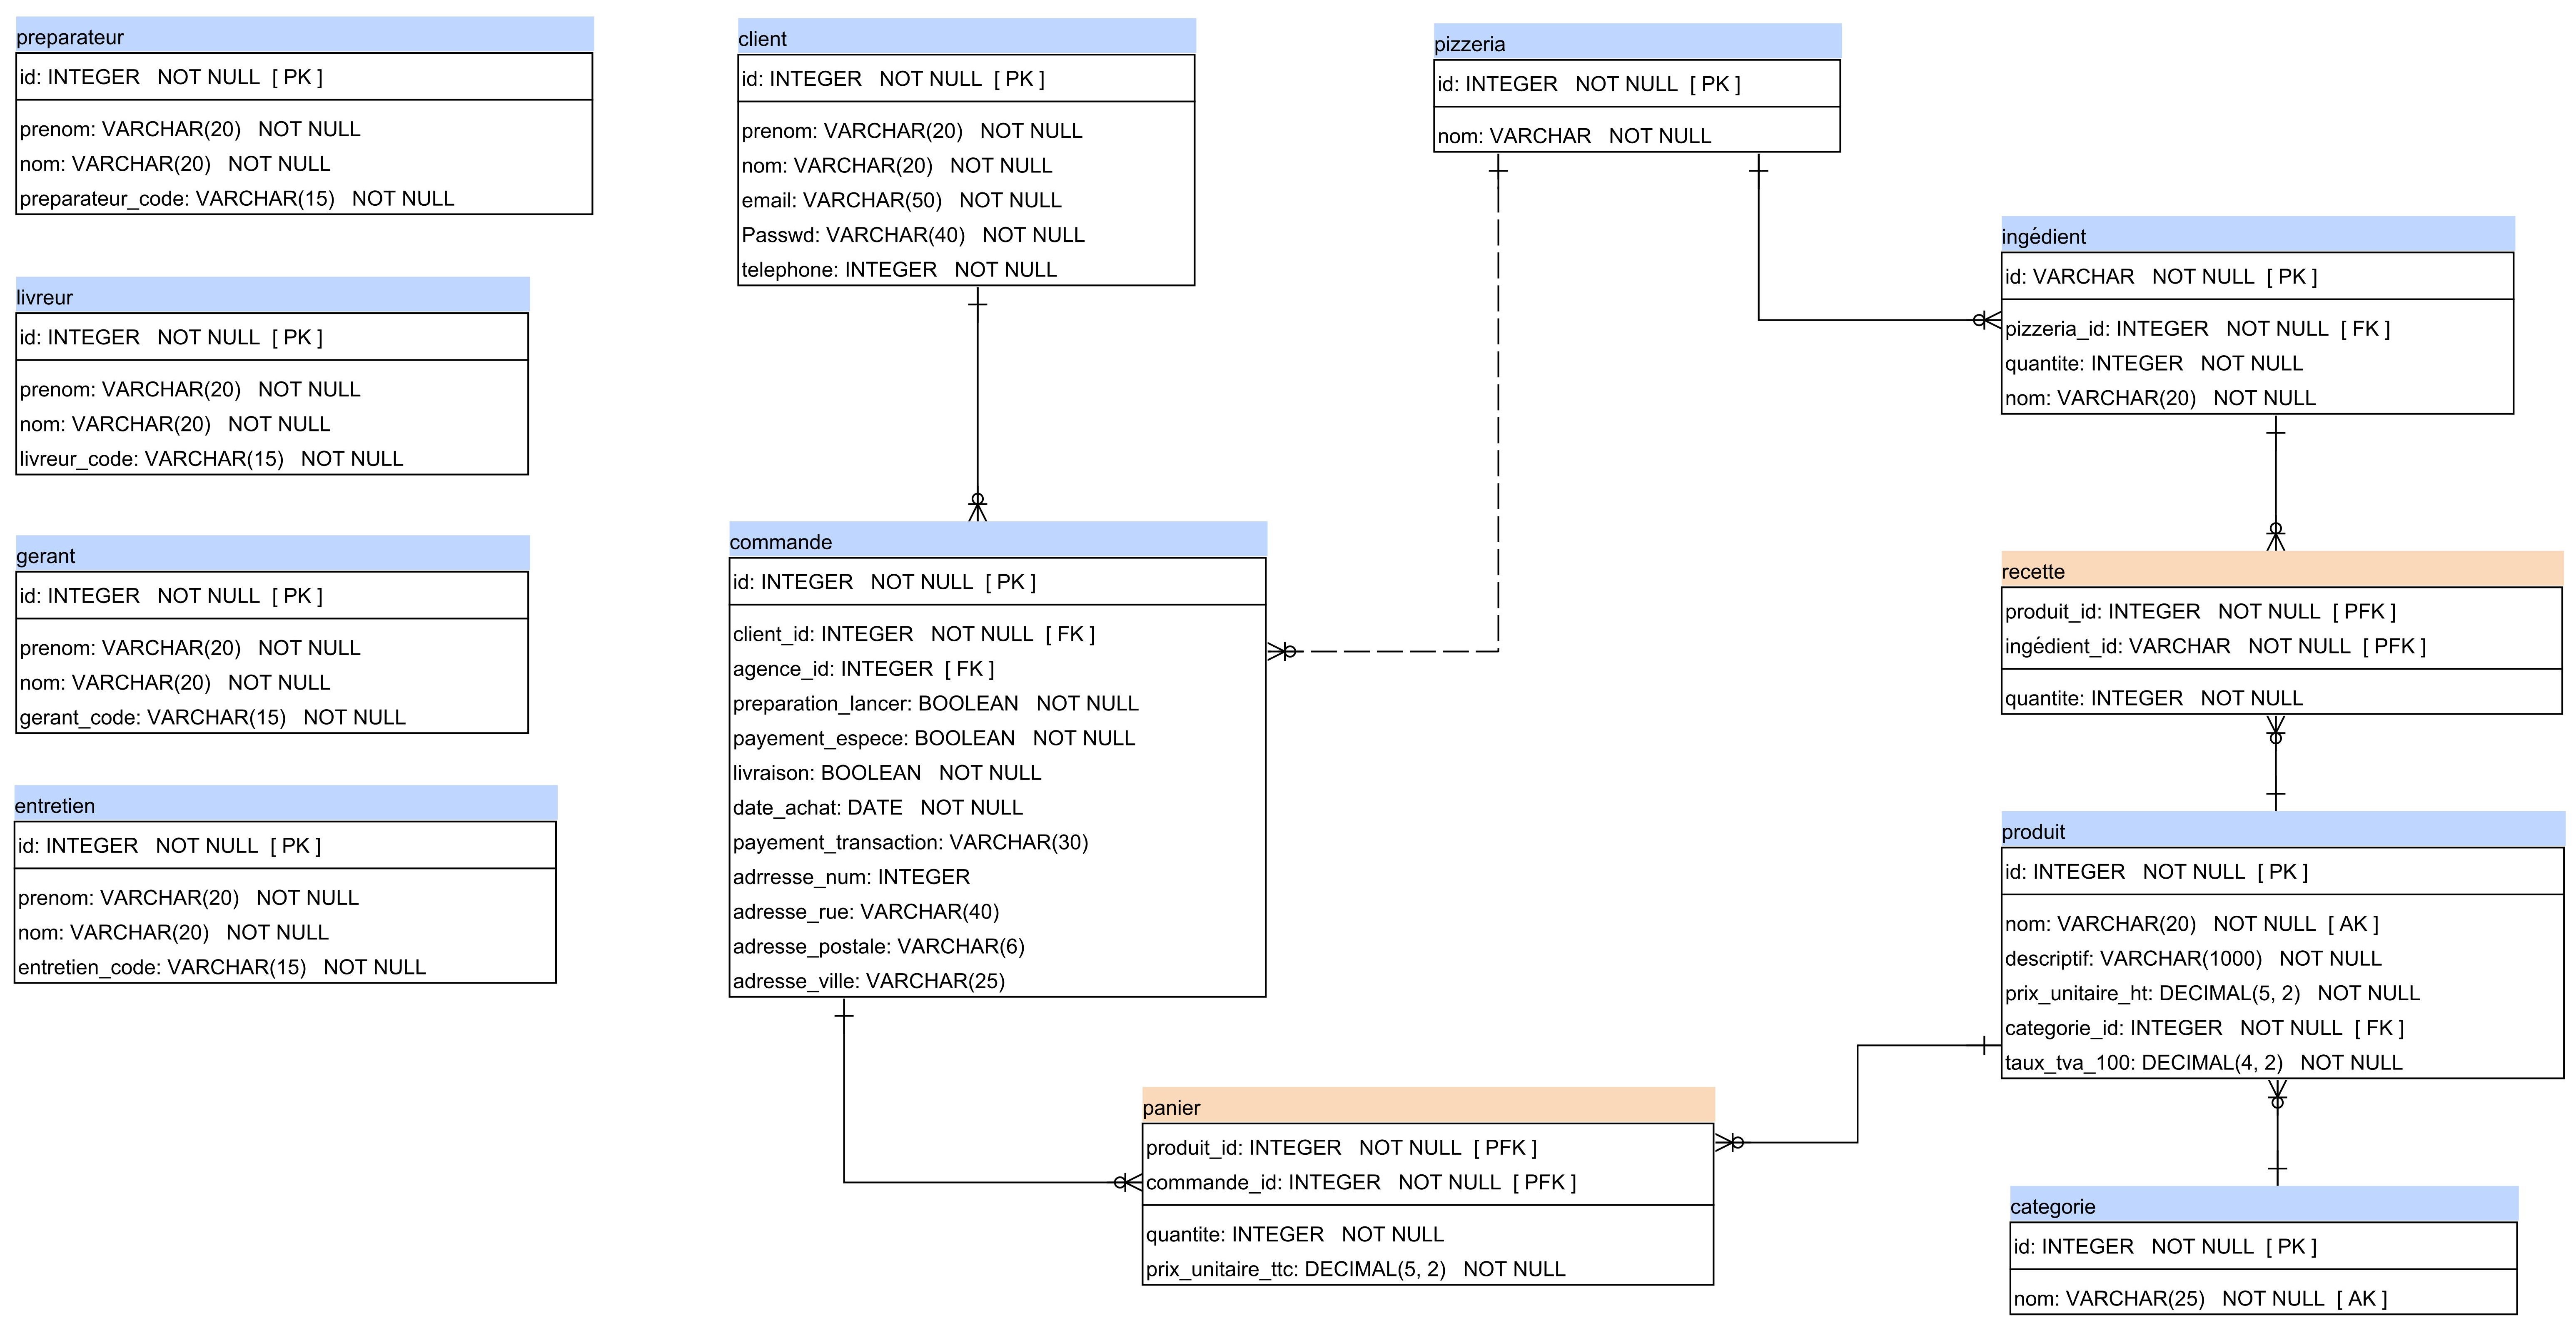 preparateur
id: INTEGER NOT NULL [ PK ]
prenom: VARCHAR(20) NOT NULL
nom: VARCHAR(20) NOT NULL
preparateur_code: VARCHAR(15) NOT NULL
livreur
id: INTEGER NOT NULL [ PK ]
prenom: VARCHAR(20) NOT NULL
nom: VARCHAR(20) NOT NULL
livreur_code: VARCHAR(15) NOT NULL
gerant
id: INTEGER NOT NULL [ PK ]
prenom: VARCHAR(20) NOT NULL
nom: VARCHAR(20) NOT NULL
gerant_code: VARCHAR(15) NOT NULL
entretien
id: INTEGER NOT NULL [ PK ]
prenom: VARCHAR(20) NOT NULL
nom: VARCHAR(20) NOT NULL
entretien_code: VARCHAR(15) NOT NULL
client
id: INTEGER NOT NULL [ PK ]
prenom: VARCHAR(20) NOT NULL
nom: VARCHAR(20) NOT NULL
email: VARCHAR(50) NOT NULL
Passwd: VARCHAR(40) NOT NULL
telephone: INTEGER NOT NULL
commande
id: INTEGER NOT NULL [ PK ]
client_id: INTEGER NOT NULL [ FK ]
agence_id: INTEGER [ FK ]
preparation_lancer: BOOLEAN NOT NULL
payement_espece: BOOLEAN NOT NULL
livraison: BOOLEAN NOT NULL
date_achat: DATE NOT NULL
payement_transaction: VARCHAR(30)
adrresse_num: INTEGER
adresse_rue: VARCHAR(40)
adresse_postale: VARCHAR(6)
adresse_ville: VARCHAR(25)
panier
produit_id: INTEGER NOT NULL [ PFK ]
commande_id: INTEGER NOT NULL [ PFK ]
quantite: INTEGER NOT NULL
prix_unitaire_ttc: DECIMAL(5, 2) NOT NULL
pizzeria
id: INTEGER NOT NULL [ PK ]
nom: VARCHAR NOT NULL
ingédient
id: VARCHAR NOT NULL [ PK ]
pizzeria_id: INTEGER NOT NULL [ FK ]
quantite: INTEGER NOT NULL
nom: VARCHAR(20) NOT NULL
recette
produit_id: INTEGER NOT NULL [ PFK ]
ingédient_id: VARCHAR NOT NULL [ PFK ]
quantite: INTEGER NOT NULL
produit
id: INTEGER NOT NULL [ PK ]
nom: VARCHAR(20) NOT NULL [ AK ]
descriptif: VARCHAR(1000) NOT NULL
prix_unitaire_ht: DECIMAL(5, 2) NOT NULL
categorie_id: INTEGER NOT NULL [ FK ]
taux_tva_100: DECIMAL(4, 2) NOT NULL
categorie
id: INTEGER NOT NULL [ PK ]
nom: VARCHAR(25) NOT NULL [ AK ]